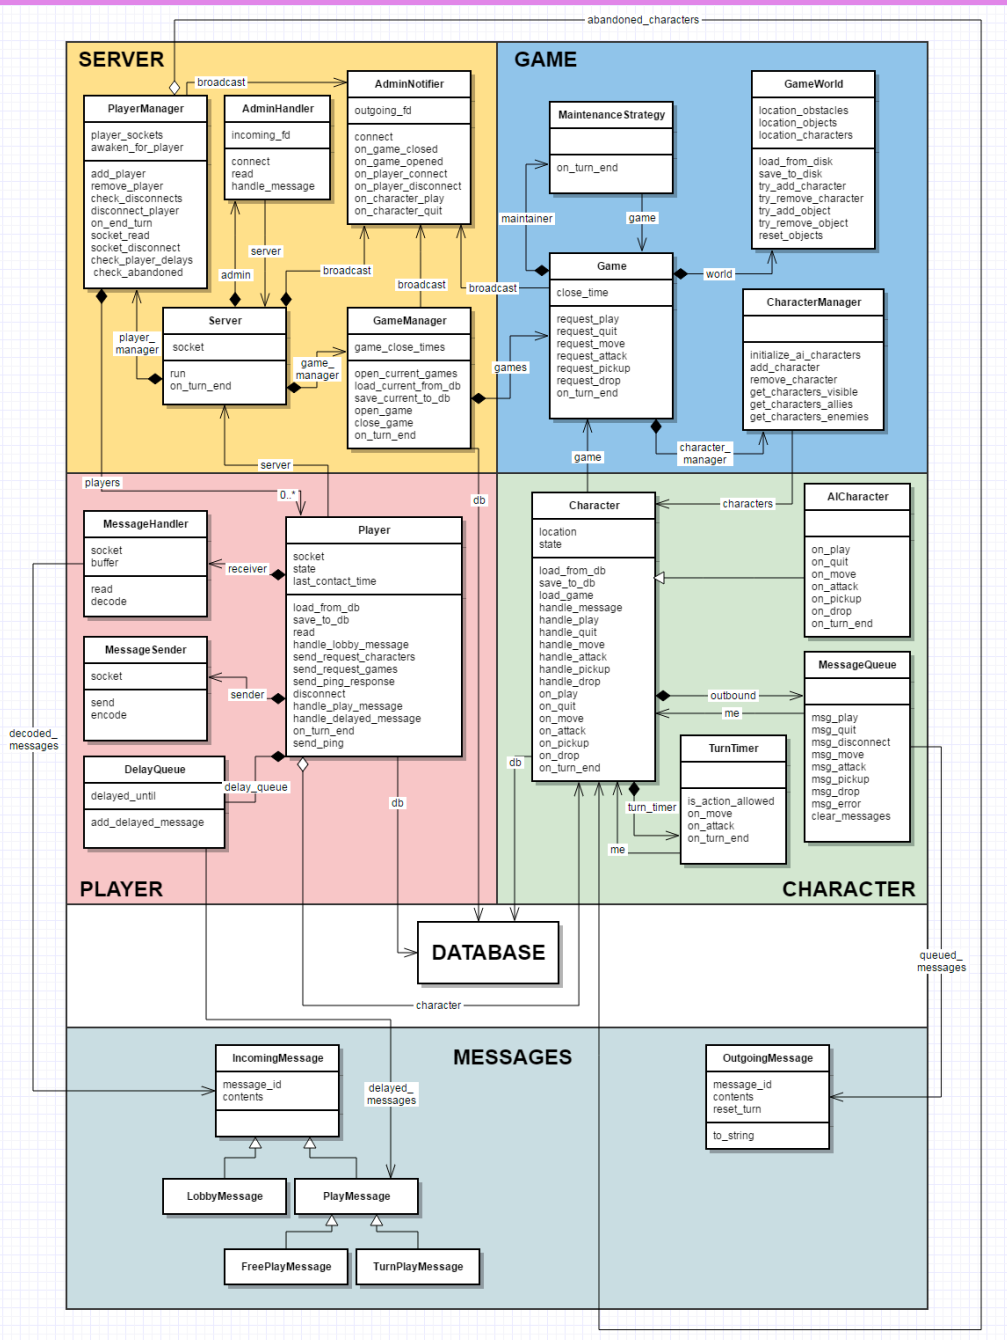 abandoned_characters
SERVER
GAME
broadcast
PlayerManager
player_sockets
awaken_for_player
add_player
remove_player
check_disconnects
disconnect_player
on_end_turn
socket_read
socket_disconnect
check_player_delays
check_abandoned
AdminHandler
incoming_fd
connect
read
handle_message
AdminNotifier
outgoing_fd
connect
on_game_closed
on_game_opened
on_player_connect
on_player_disconnect
on_character_play
on_character_quit
MaintenanceStrategy
on_turn_end
GameWorld
location_obstacles
location_objects
location_characters
load_from_disk
save_to_disk
try_add_character
try_remove_character
try_add_object
try_remove_object
reset_objects
maintainer
game
server
admin
broadcast
broadcast
broadcast
world
Game
close_time
request_play
request_quit
request_move
request_attack
request_pickup
request_drop
on_turn_end
CharacterManager
initialize_ai_characters
add_character
remove_character
get_characters_visible
get_characters_allies
get_characters_enemies
player_
manager
Server
socket
run
on_turn_end
game_
manager
GameManager
game_close_times
open_current_games
load_current_from_db
save_current_to_db
open_game
close_game
on_turn_end
games
character_
manager
game
server
players
0..*
db
characters
MessageHandler
socket
buffer
read
decode
receiver
Player
socket
state
last_contact_time
load_from_db
save_to_db
read
handle_lobby_message
send_request_characters
send_request_games
send_ping_response
disconnect
handle_play_message
handle_delayed_message
on_turn_end
send_ping
Character
location
state
load_from_db
save_to_db
load_game
handle_message
handle_play
handle_quit
handle_move
handle_attack
handle_pickup
handle_drop
on_play
on_quit
on_move
on_attack
on_pickup
on_drop
on_turn_end
AICharacter
on_play
on_quit
on_move
on_attack
on_pickup
on_drop
on_turn_end
MessageSender
socket
send
encode
sender
MessageQueue
msg_play
msg_quit
msg_disconnect
msg_move
msg_attack
msg_pickup
msg_drop
msg_error
clear_messages
outbound
me
decoded_
messages
DelayQueue
delayed_until
add_delayed_message
delay_queue
db
db
TurnTimer
is_action_allowed
on_move
on_attack
on_turn_end
turn_timer
me
PLAYER
CHARACTER
DATABASE
queued_
messages
character
MESSAGES
IncomingMessage
message_id
contents
delayed_
messages
OutgoingMessage
message_id
contents
reset_turn
to_string
LobbyMessage
PlayMessage
FreePlayMessage
TurnPlayMessage